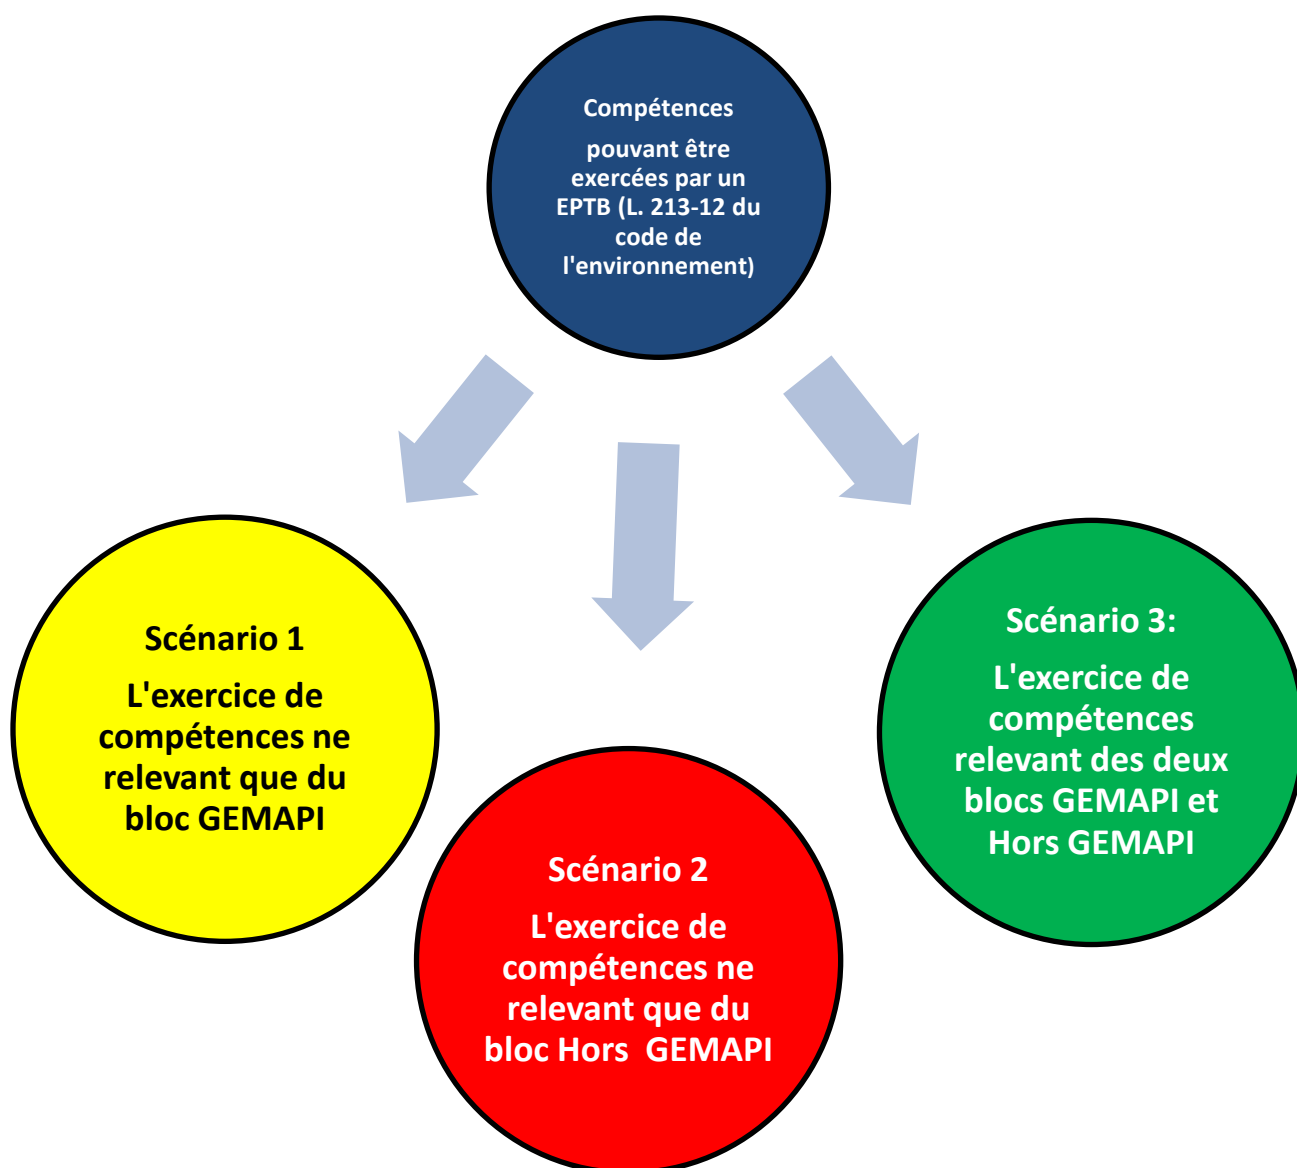 Compétences
pouvant être
exercées par un
EPTB (L. 213-12 du
code de
l'environnement)
Scénario 1
L'exercice de
compétences ne
relevant que du
bloc GEMAPI
Scénario 2
L'exercice de
compétences ne
relevant que du
bloc Hors  GEMAPI
Scénario 3:
L'exercice de
compétences
relevant des deux
blocs GEMAPI et
Hors GEMAPI